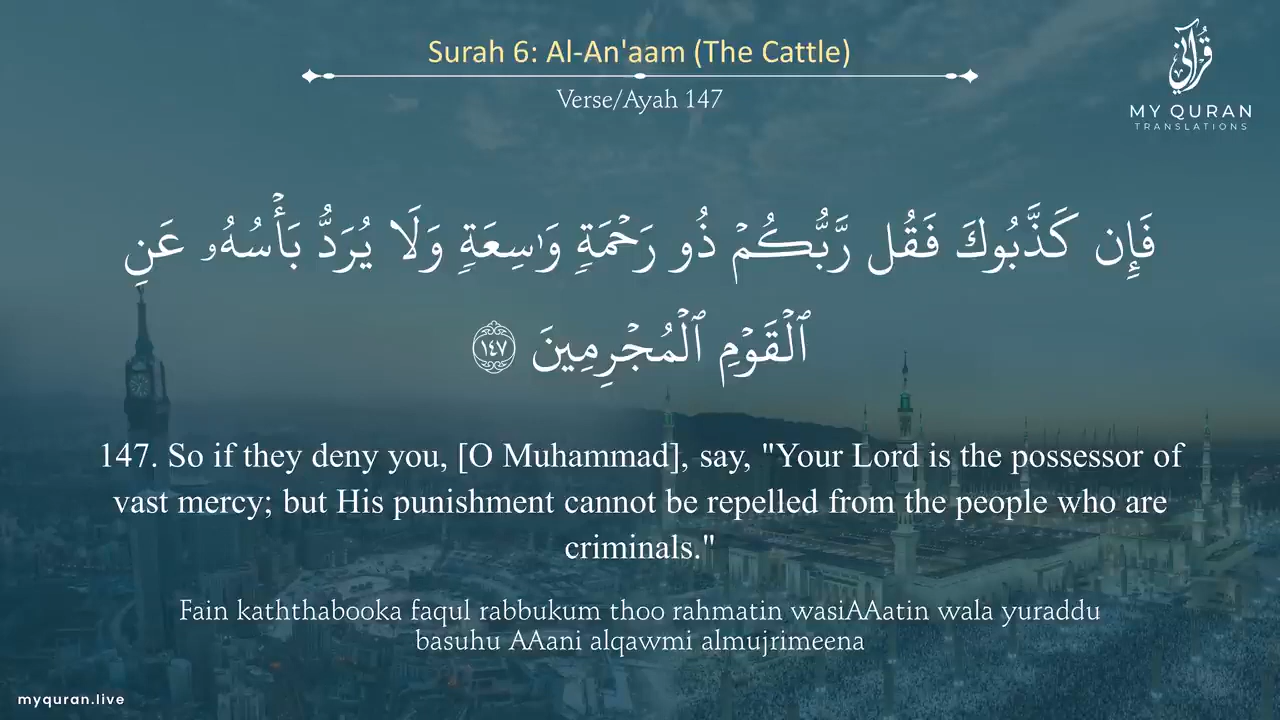 Surah 6: Al-An'aam (The Cattle)
Verse/Ayah 147
قُرْآنِي
MY QURAN
TRANSLATIONS
فَإِن كَذَّبُوكَ فَقُل رَّبُّكُمۡ ذُو رَحۡمَةٖ وَٰسِعَةٖ وَلَا يُرَدُّ بَأۡسُهُۥ عَنِ
ٱلۡقَوۡمِ ٱلۡمُجۡرِمِينَ ١٤٧
147. So if they deny you, [O Muhammad], say, "Your Lord is the possessor of
vast mercy; but His punishment cannot be repelled from the people who are
criminals."
Fain kaththabooka faqul rabbukum thoo rahmatin wasiAAatin wala yuraddu
basuhu AAani alqawmi almujrimeena
myquran.live